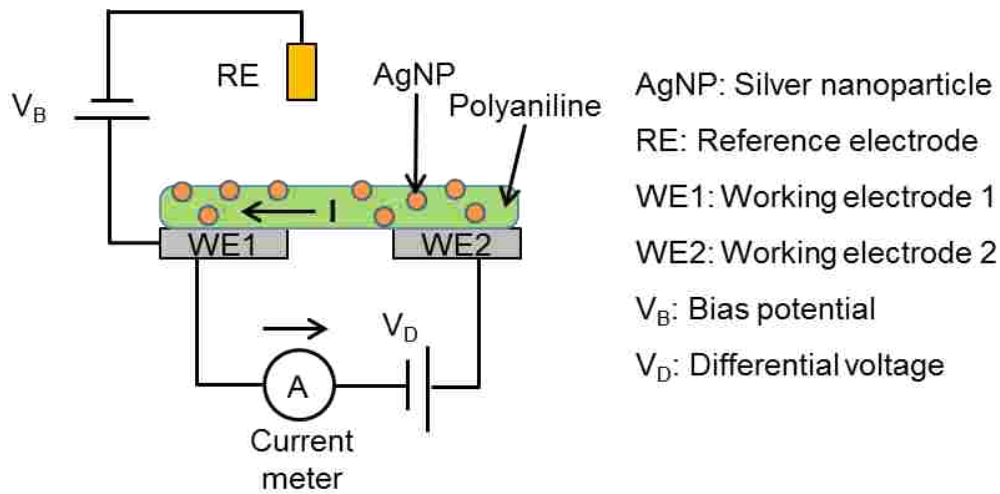 RE
AgNP
Polyaniline
V_B
I
WE1
WE2
V_D
A
Current
meter
AgNP: Silver nanoparticle
RE: Reference electrode
WE1: Working electrode 1
WE2: Working electrode 2
V_B: Bias potential
V_D: Differential voltage